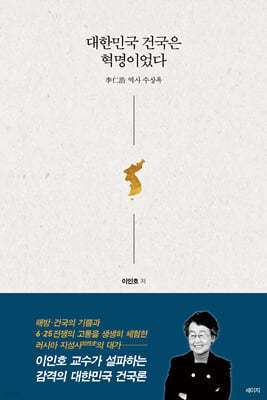 대한민국 건국은
혁명이었다
李仁浩 역사 수상록
이인호 저
해방·건국의 기쁨과
6·25전쟁의 고통을 생생히 체험한
러시아 지성사知性史의 대가
이인호 교수가 설파하는
감격의 대한민국 건국론